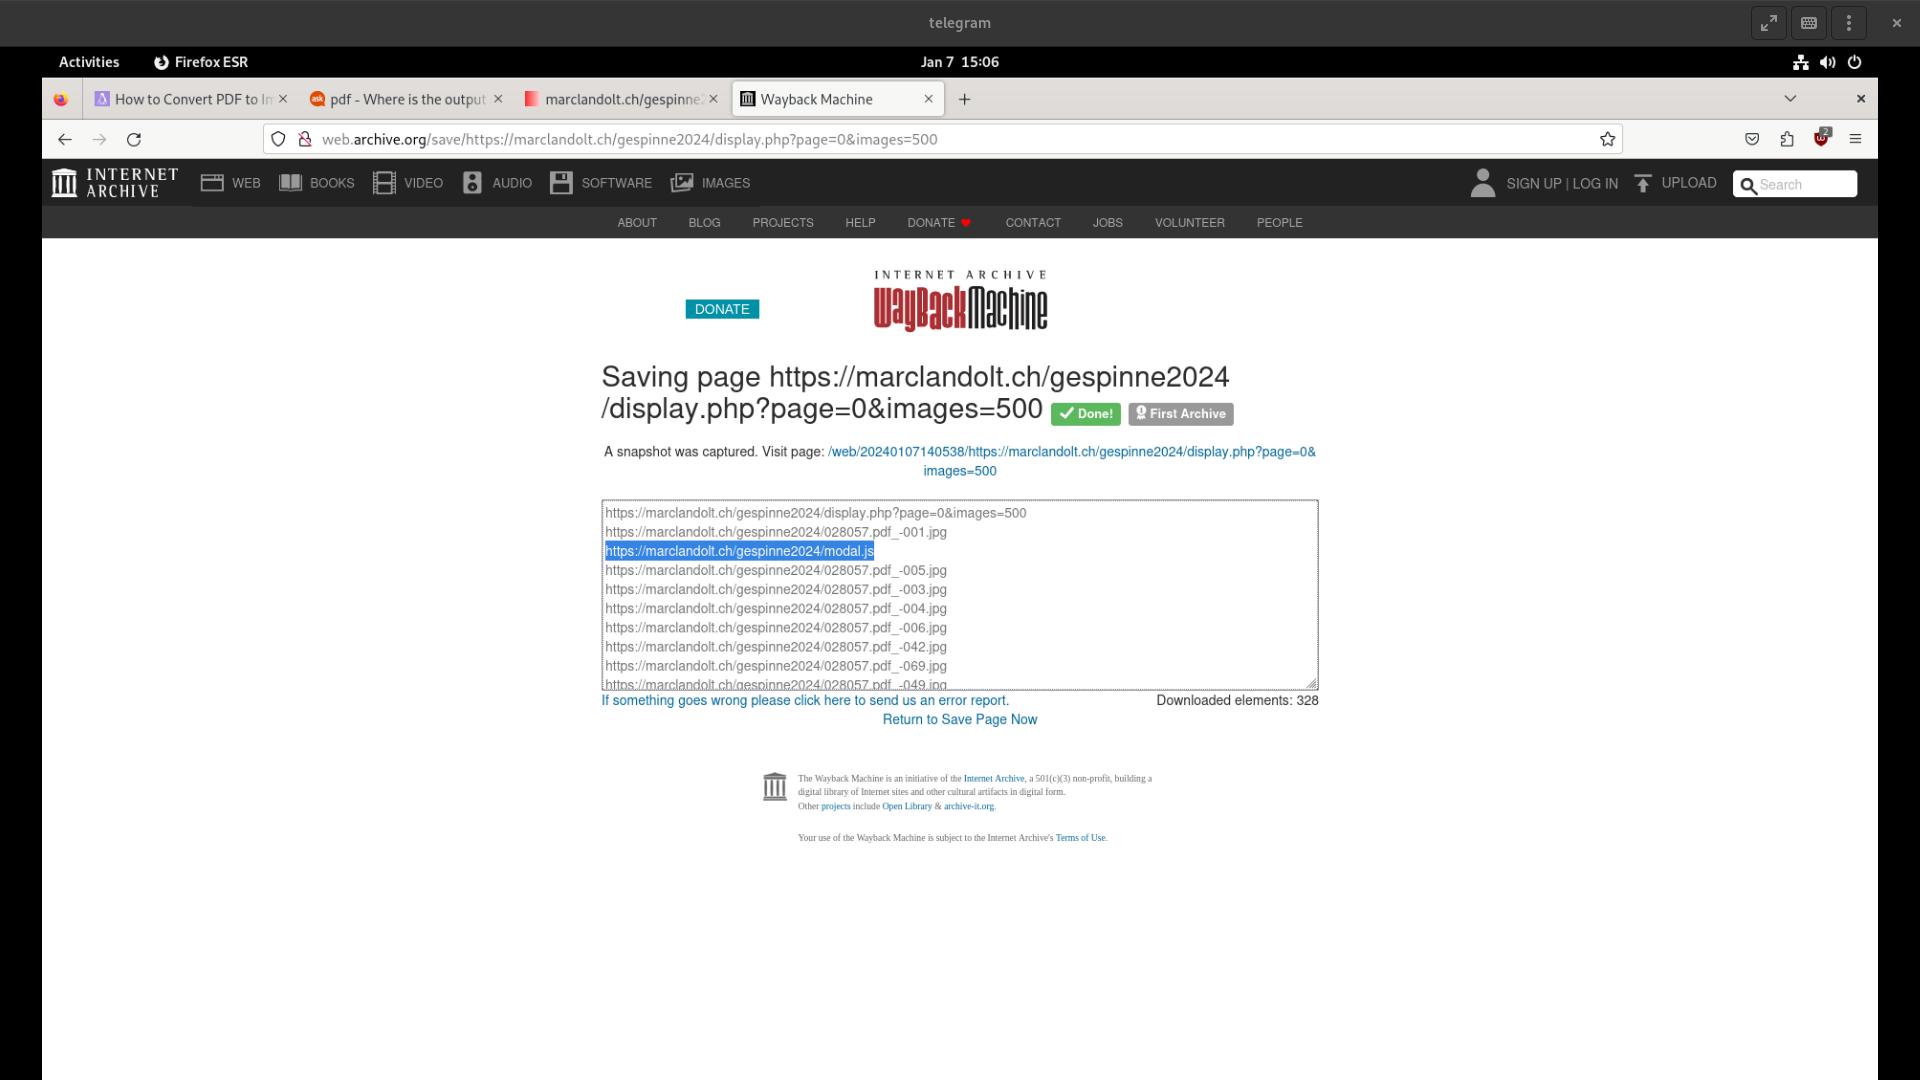 telegram
Activities
Firefox ESR
Jan 7 15:06
How to Convert PDF to Im
pdf - Where is the output
marclandolt.ch/gespinne2
Wayback Machine
web.archive.org/save/https://marclandolt.ch/gespinne2024/display.php?page=0&images=500
2
INTERNET
ARCHIVE
WEB
BOOKS
VIDEO
AUDIO
SOFTWARE
IMAGES
SIGN UP | LOG IN
UPLOAD
Search
ABOUT
BLOG
PROJECTS
HELP
DONATE
CONTACT
JOBS
VOLUNTEER
PEOPLE
DONATE
INTERNET ARCHIVE
WayBackMachine
Saving page https://marclandolt.ch/gespinne2024
/display.php?page=0&images=500 Done! First Archive
A snapshot was captured. Visit page: /web/20240107140538/https://marclandolt.ch/gespinne2024/display.php?page=0&
images=500
https://marclandolt.ch/gespinne2024/display.php?page=0&images=500
https://marclandolt.ch/gespinne2024/028057.pdf_-001.jpg
https://marclandolt.ch/gespinne2024/modal.js
https://marclandolt.ch/gespinne2024/028057.pdf_-005.jpg
https://marclandolt.ch/gespinne2024/028057.pdf_-003.jpg
https://marclandolt.ch/gespinne2024/028057.pdf_-004.jpg
https://marclandolt.ch/gespinne2024/028057.pdf_-006.jpg
https://marclandolt.ch/gespinne2024/028057.pdf_-042.jpg
https://marclandolt.ch/gespinne2024/028057.pdf_-069.jpg
https://marclandolt.ch/gespinne2024/028057.pdf_-049.jpg
If something goes wrong please click here to send us an error report.
Downloaded elements: 328
Return to Save Page Now
The Wayback Machine is an initiative of the Internet Archive, a 501(c)(3) non-profit, building a
digital library of Internet sites and other cultural artifacts in digital form.
Other projects include Open Library & archive-it.org.
Your use of the Wayback Machine is subject to the Internet Archive's Terms of Use.